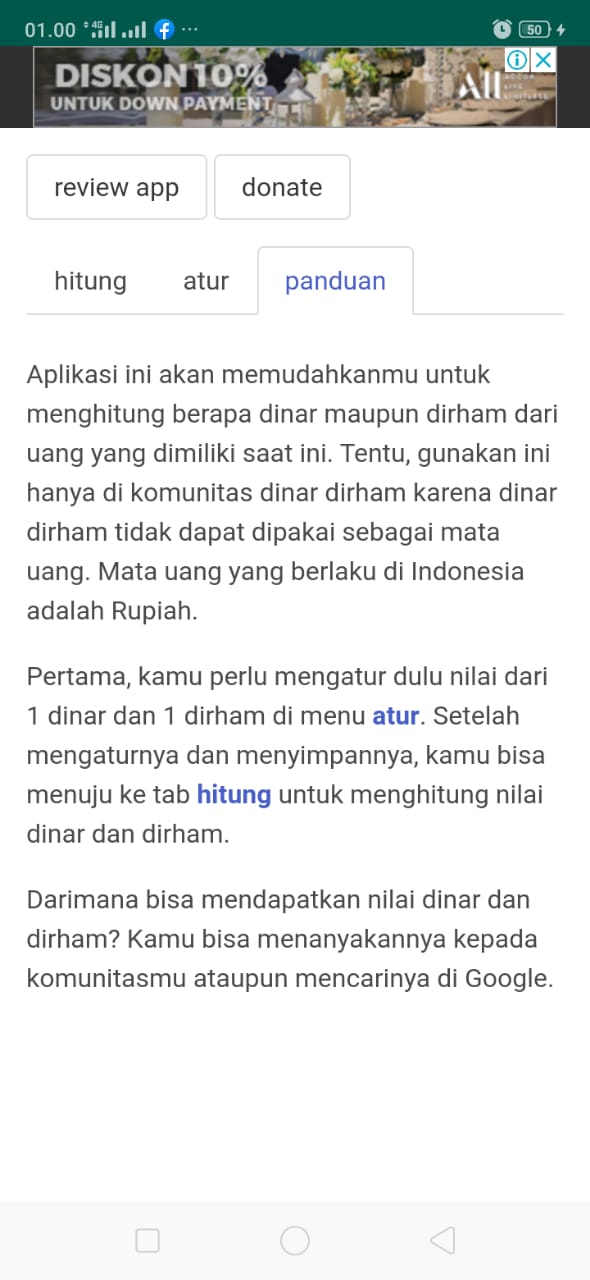 01.00 4G 50
DISKON 10%
UNTUK DOWN PAYMENT
ALL
ACCOR
LIVE
LIMITLESS
review app donate
hitung atur panduan
Aplikasi ini akan memudahkanmu untuk
menghitung berapa dinar maupun dirham dari
uang yang dimiliki saat ini. Tentu, gunakan ini
hanya di komunitas dinar dirham karena dinar
dirham tidak dapat dipakai sebagai mata
uang. Mata uang yang berlaku di Indonesia
adalah Rupiah.
Pertama, kamu perlu mengatur dulu nilai dari
1 dinar dan 1 dirham di menu atur. Setelah
mengaturnya dan menyimpannya, kamu bisa
menuju ke tab hitung untuk menghitung nilai
dinar dan dirham.
Darimana bisa mendapatkan nilai dinar dan
dirham? Kamu bisa menanyakannya kepada
komunitasmu ataupun mencarinya di Google.